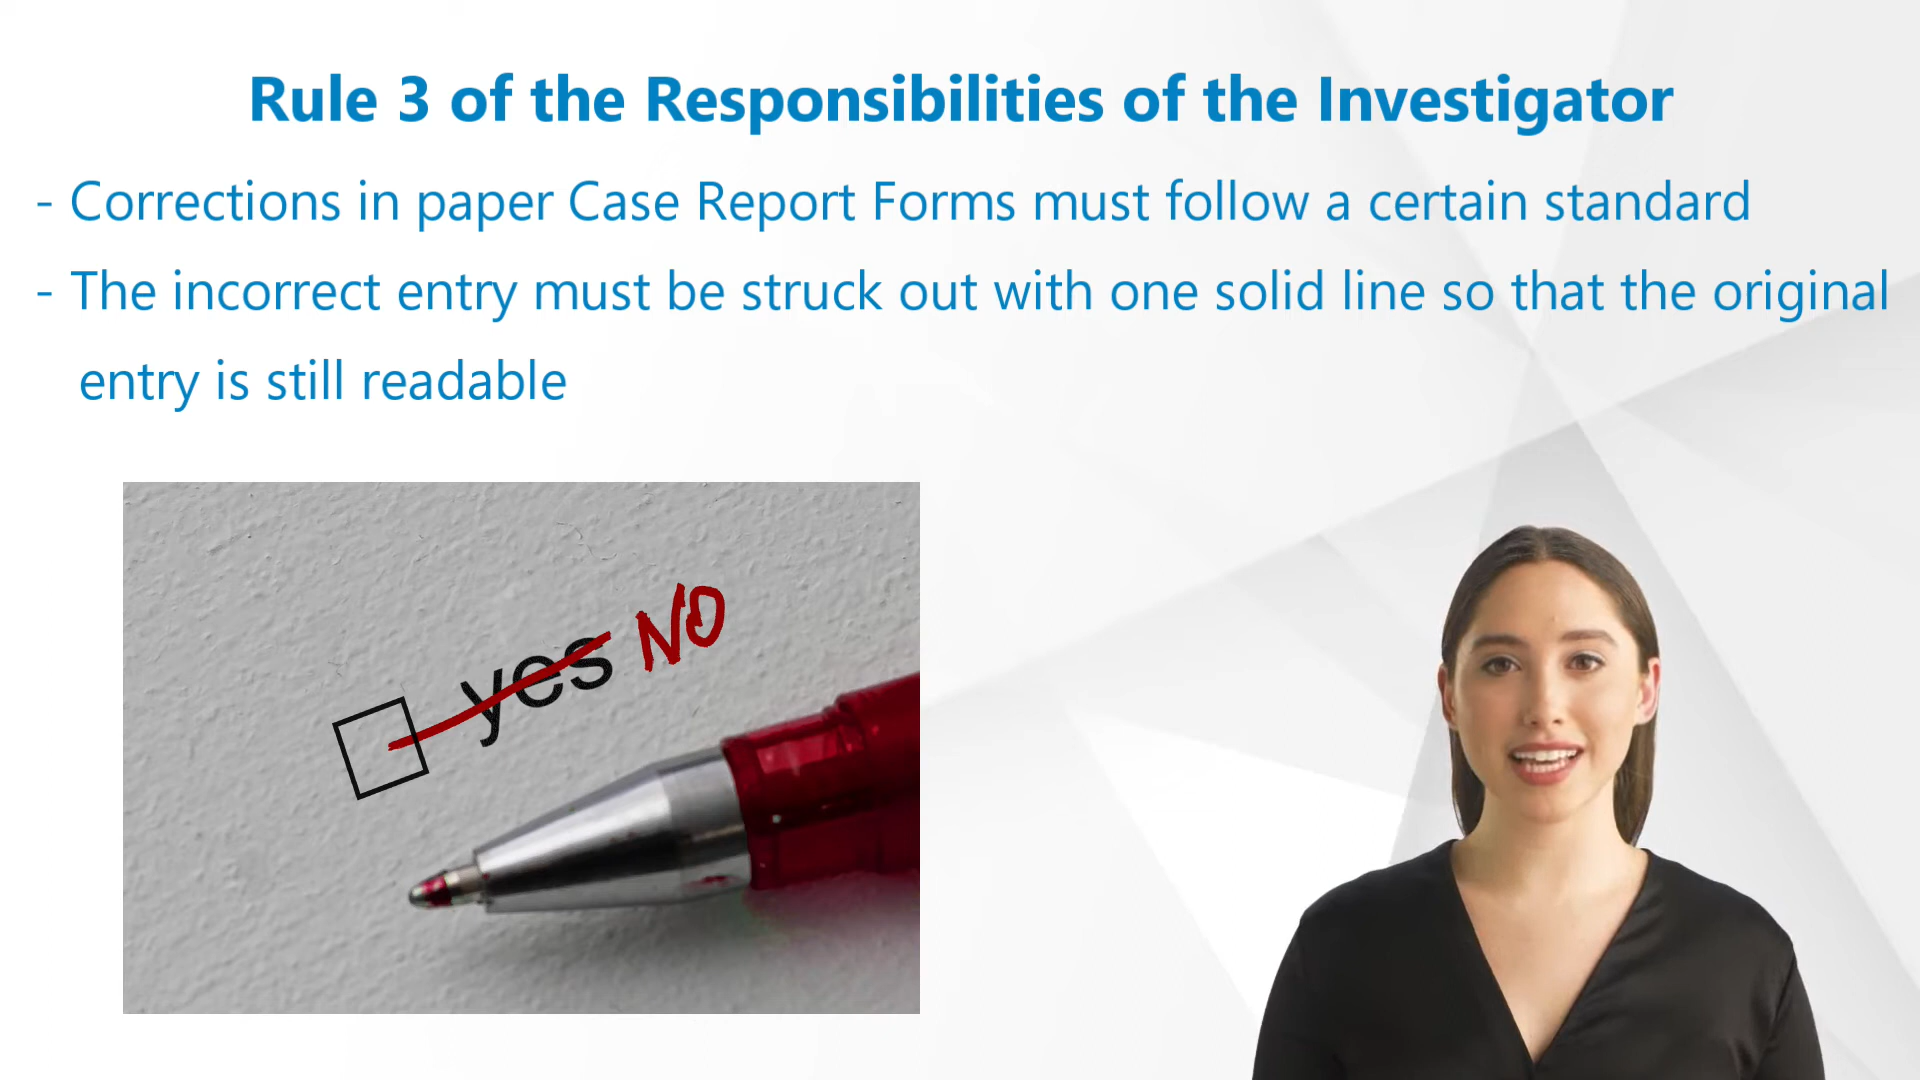 Rule 3 of the Responsibilities of the Investigator
- Corrections in paper Case Report Forms must follow a certain standard
- The incorrect entry must be struck out with one solid line so that the original
entry is still readable
yes NO